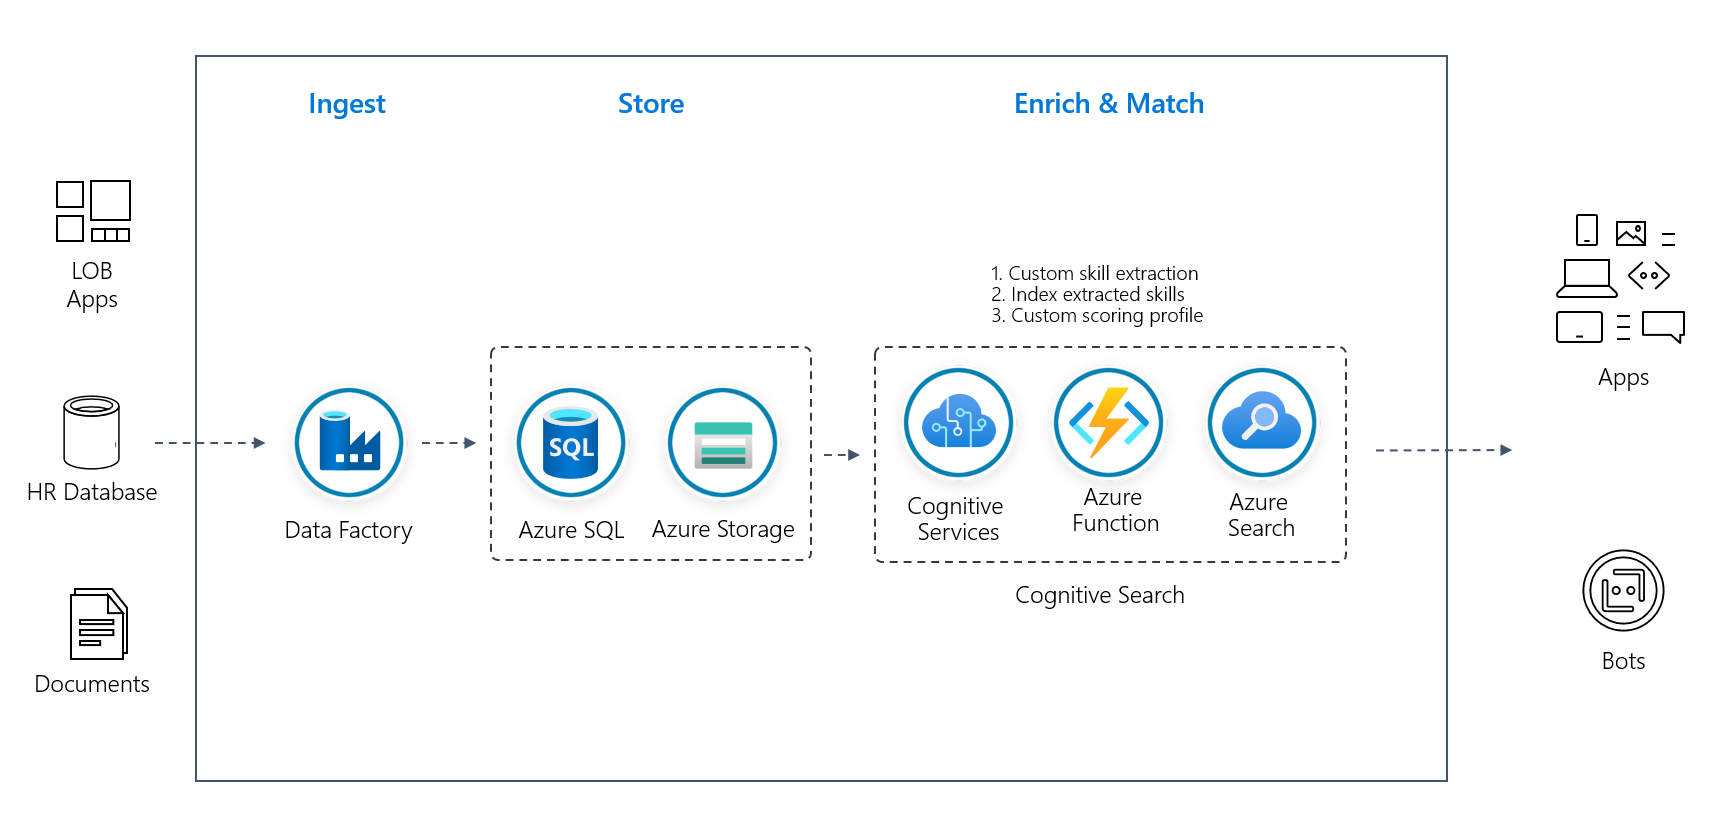 Ingest
Store
Enrich & Match
LOB
Apps
1. Custom skill extraction
2. Index extracted skills
3. Custom scoring profile
Apps
SQL
HR Database
Data Factory
Azure SQL
Azure Storage
Cognitive
Services
Azure
Function
Azure
Search
Cognitive Search
Documents
Bots